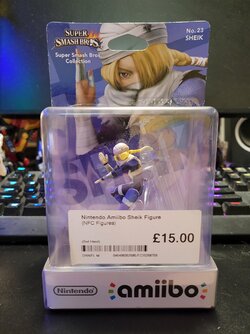 SUPER
SMASH BROS.
Super Smash Bros.
Collection
No.23
SHEIK
Nintendo Amiibo Sheik Figure
(NFC Figures)
£15.00
Nintendo
amiibo